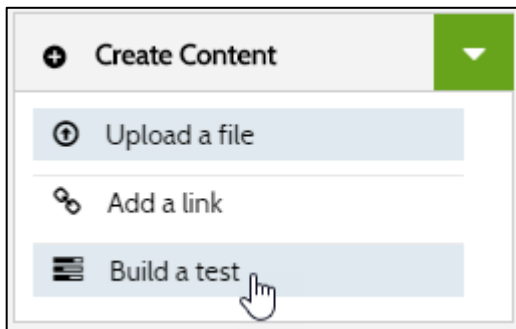 Create Content
Upload a file
Add a link
Build a test